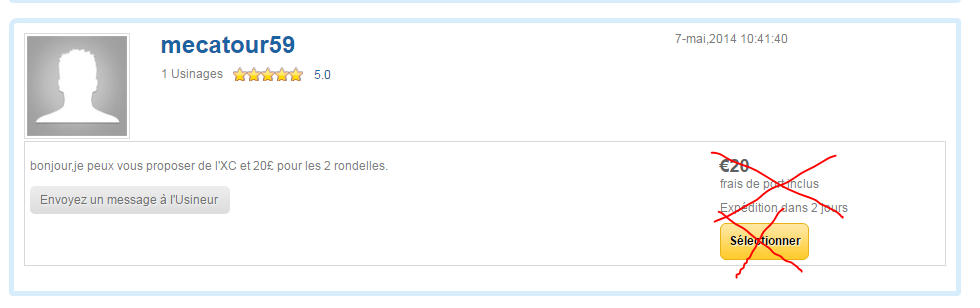 mecatour59
7-mai,2014 10:41:40
1 Usinages 5.0
bonjour,je peux vous proposer de l'XC et 20£ pour les 2 rondelles.
€20
frais de port inclus
Envoyez un message à l'Usineur
Expédition dans 2 jours
Sélectionner